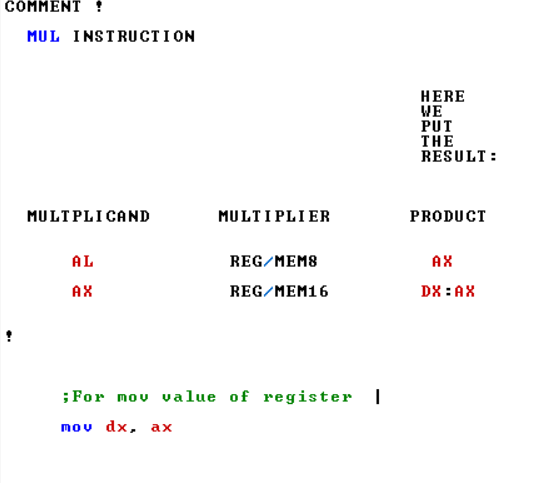 COMMENT !
MUL INSTRUCTION
HERE
WE
PUT
THE
RESULT:
MULTPLICAND MULTIPLIER PRODUCT
AL REG/MEM8 AX
AX REG/MEM16 DX:AX
!
;For mov value of register
mov dx, ax